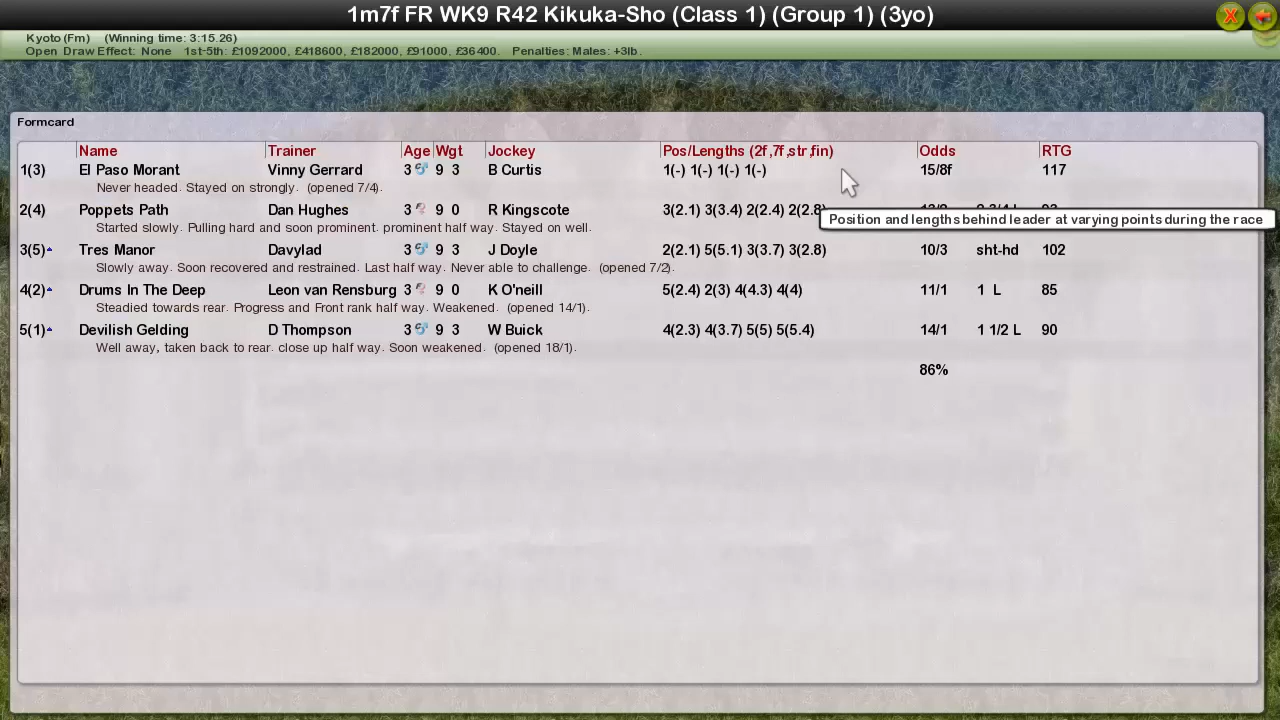 1m7f FR WK9 R42 Kikuka-Sho (Class 1) (Group 1) (3yo)
Kyoto (Fm) (Winning time: 3:15.26)
Open Draw Effect: None 1st-5th: £1092000, £418600, £182000, £91000, £36400. Penalties: Males: +3lb.
Formcard
Name Trainer Age Wgt Jockey Pos/Lengths (2f,7f,str,fin) Odds RTG
1(3) El Paso Morant Vinny Gerrard 3 9 3 B Curtis 1(-) 1(-) 1(-) 1(-) 15/8f 117
Never headed. Stayed on strongly. (opened 7/4).
2(4) Poppets Path Dan Hughes 3 9 0 R Kingscote 3(2.1) 3(3.4) 2(2.4) 2(2.8)
Position and lengths behind leader at varying points during the race
Started slowly. Pulling hard and soon prominent. prominent half way. Stayed on well.
3(5) Tres Manor Davylad 3 9 3 J Doyle 2(2.1) 5(5.1) 3(3.7) 3(2.8) 10/3 sht-hd 102
Slowly away. Soon recovered and restrained. Last half way. Never able to challenge. (opened 7/2).
4(2) Drums In The Deep Leon van Rensburg 3 9 0 K O'neill 5(2.4) 2(3) 4(4.3) 4(4) 11/1 1 L 85
Steadied towards rear. Progress and Front rank half way. Weakened. (opened 14/1).
5(1) Devilish Gelding D Thompson 3 9 3 W Buick 4(2.3) 4(3.7) 5(5) 5(5.4) 14/1 1 1/2 L 90
Well away, taken back to rear. close up half way. Soon weakened. (opened 18/1).
86%